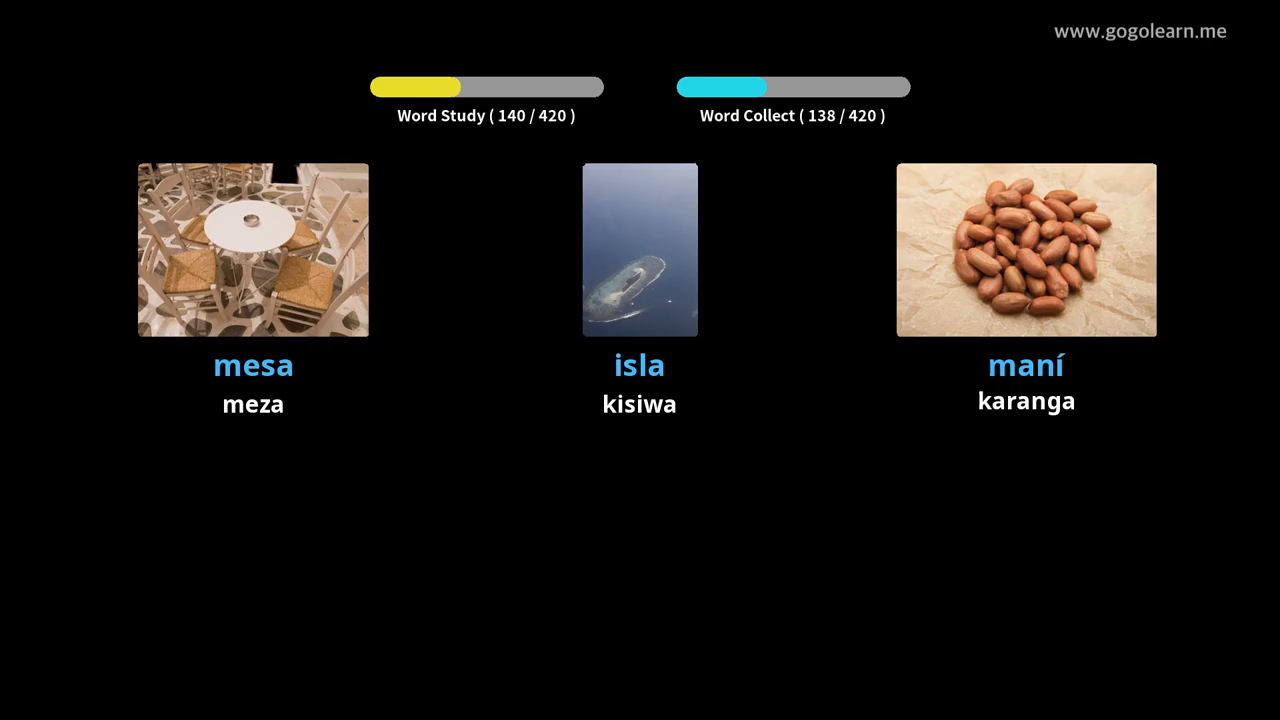 www.gogolearn.me
Word Study ( 140 / 420 )
Word Collect ( 138 / 420 )
mesa
meza
isla
kisiwa
maní
karanga